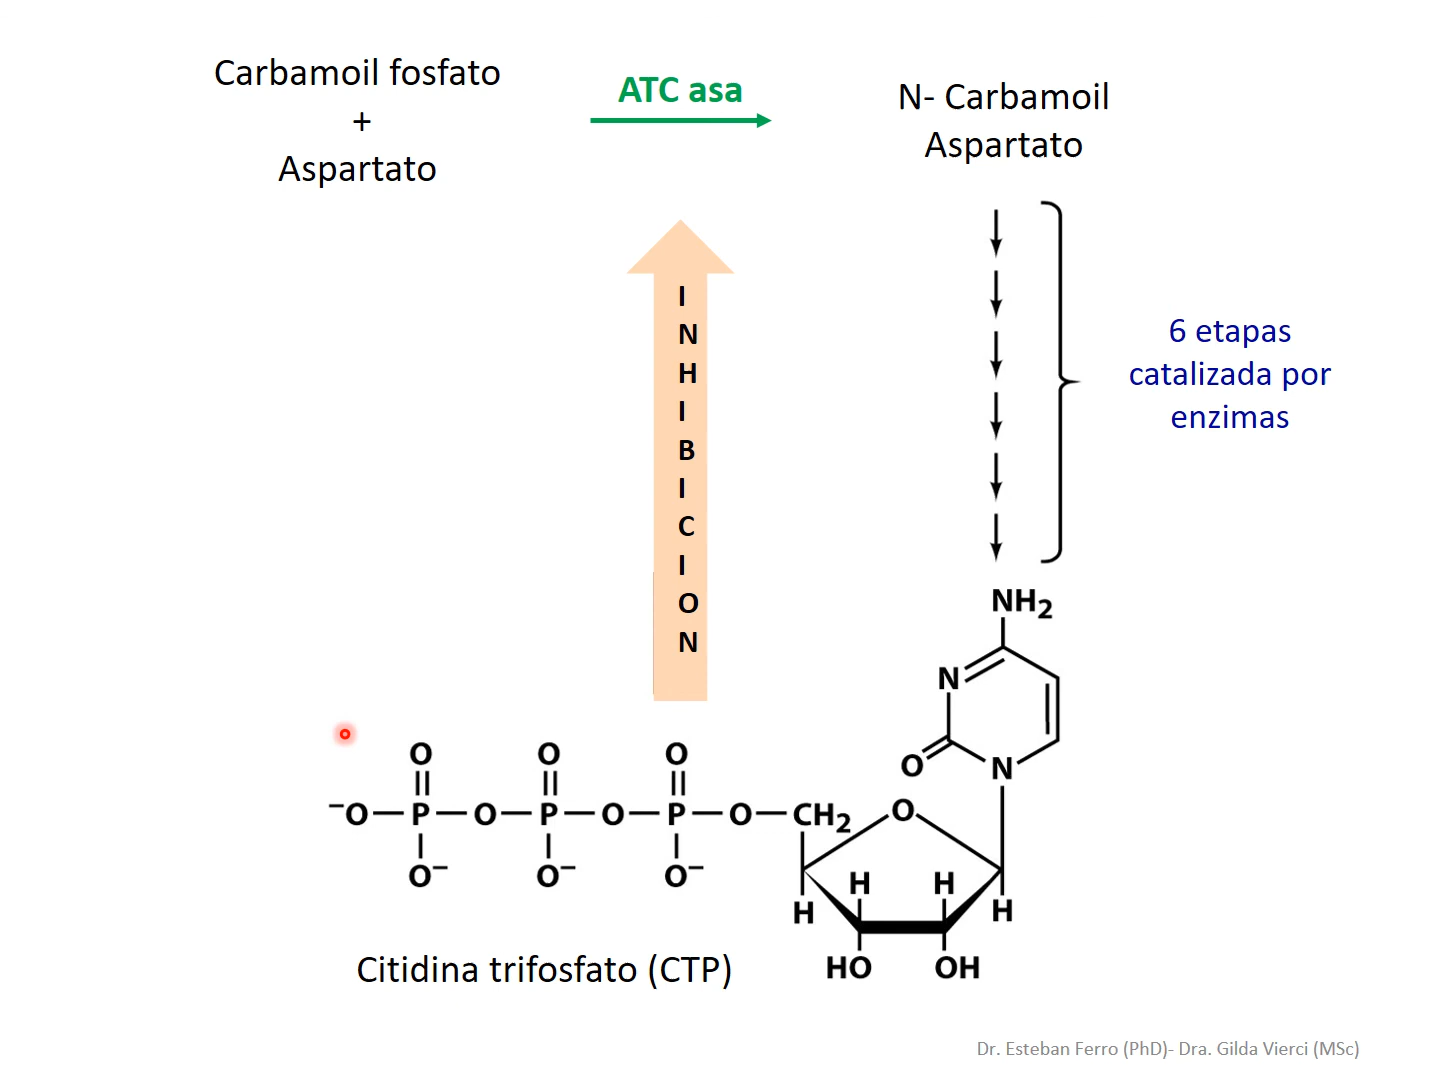 Carbamoil fosfato
+
Aspartato
ATC asa
N- Carbamoil
Aspartato
I
N
H
I
B
I
C
I
O
N
6 etapas
catalizada por
enzimas
NH2
N
O
N
O O O
⁻O P O P O P O CH2 O
O⁻ O⁻ O⁻
H H
H H
HO OH
Citidina trifosfato (CTP)
Dr. Esteban Ferro (PhD)- Dra. Gilda Vierci (MSc)